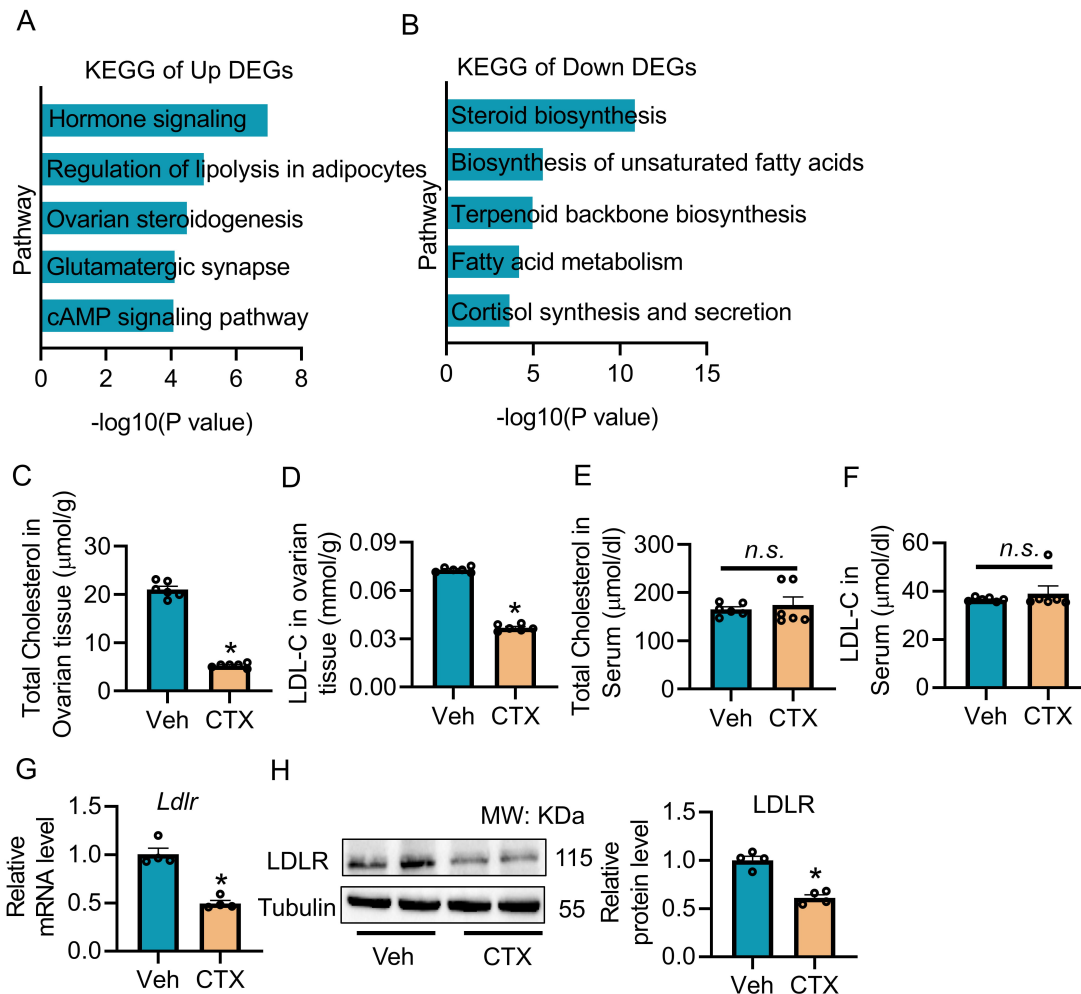 A
KEGG of Up DEGs
Pathway
Hormone signaling
Regulation of lipolysis in adipocytes
Ovarian steroidogenesis
Glutamatergic synapse
cAMP signaling pathway
0 2 4 6 8
-log10(P value)
B
KEGG of Down DEGs
Pathway
Steroid biosynthesis
Biosynthesis of unsaturated fatty acids
Terpenoid backbone biosynthesis
Fatty acid metabolism
Cortisol synthesis and secretion
0 5 10 15
-log10(P value)
C
Total Cholesterol in
Ovarian tissue (μmol/g)
30
20
10
0
*
Veh CTX
D
LDL-C in ovarian
tissue (mmol/g)
0.09
0.06
0.03
0.00
*
Veh CTX
E
Total Cholesterol in
Serum (μmol/dl)
300
200
100
0
n.s.
Veh CTX
F
LDL-C in
Serum (μmol/dl)
60
40
20
0
n.s.
Veh CTX
G
Ldlr
Relative
mRNA level
1.5
1.0
0.5
0.0
*
Veh CTX
H
MW: KDa
LDLR 115
Tubulin 55
Veh CTX
LDLR
Relative
protein level
1.5
1.0
0.5
0.0
*
Veh CTX